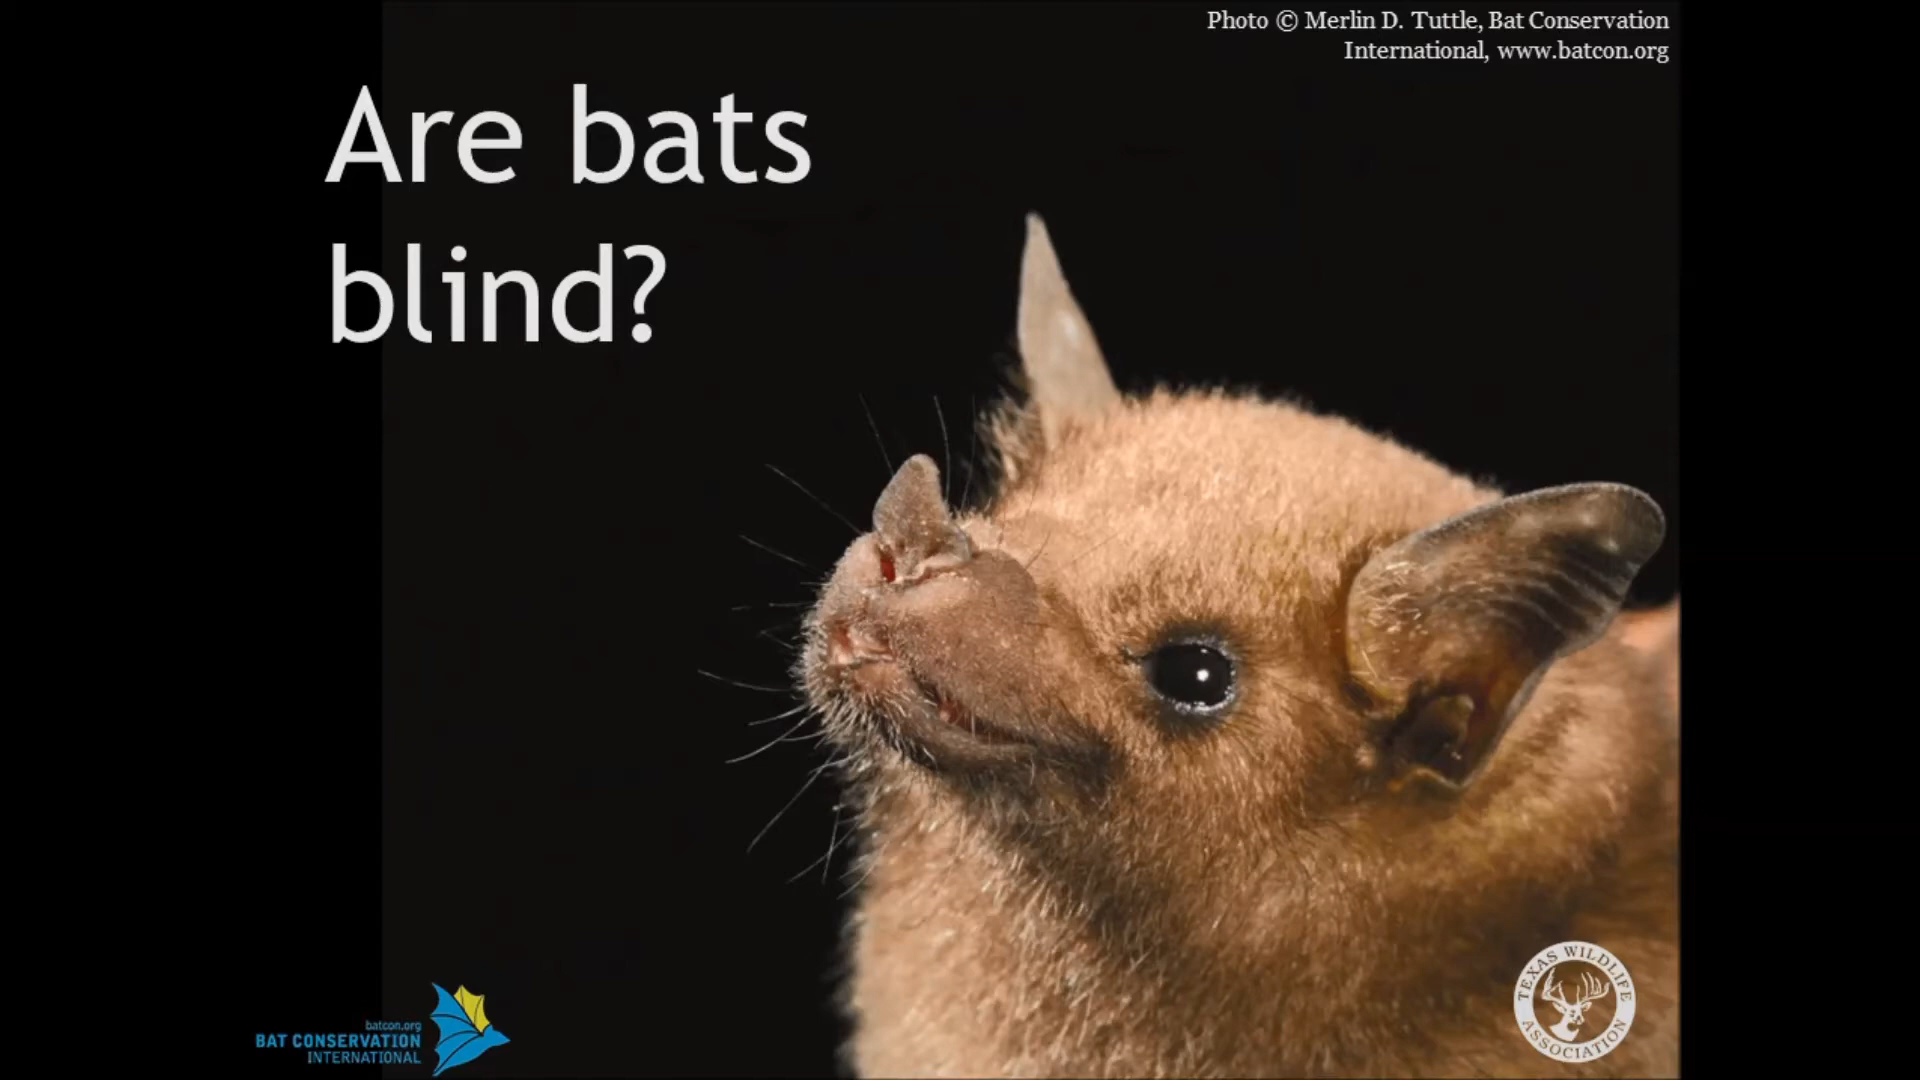 Photo © Merlin D. Tuttle, Bat Conservation
International, www.batcon.org
Are bats
blind?
batcon.org
BAT CONSERVATION
INTERNATIONAL
TEXAS WILDLIFE
ASSOCIATION